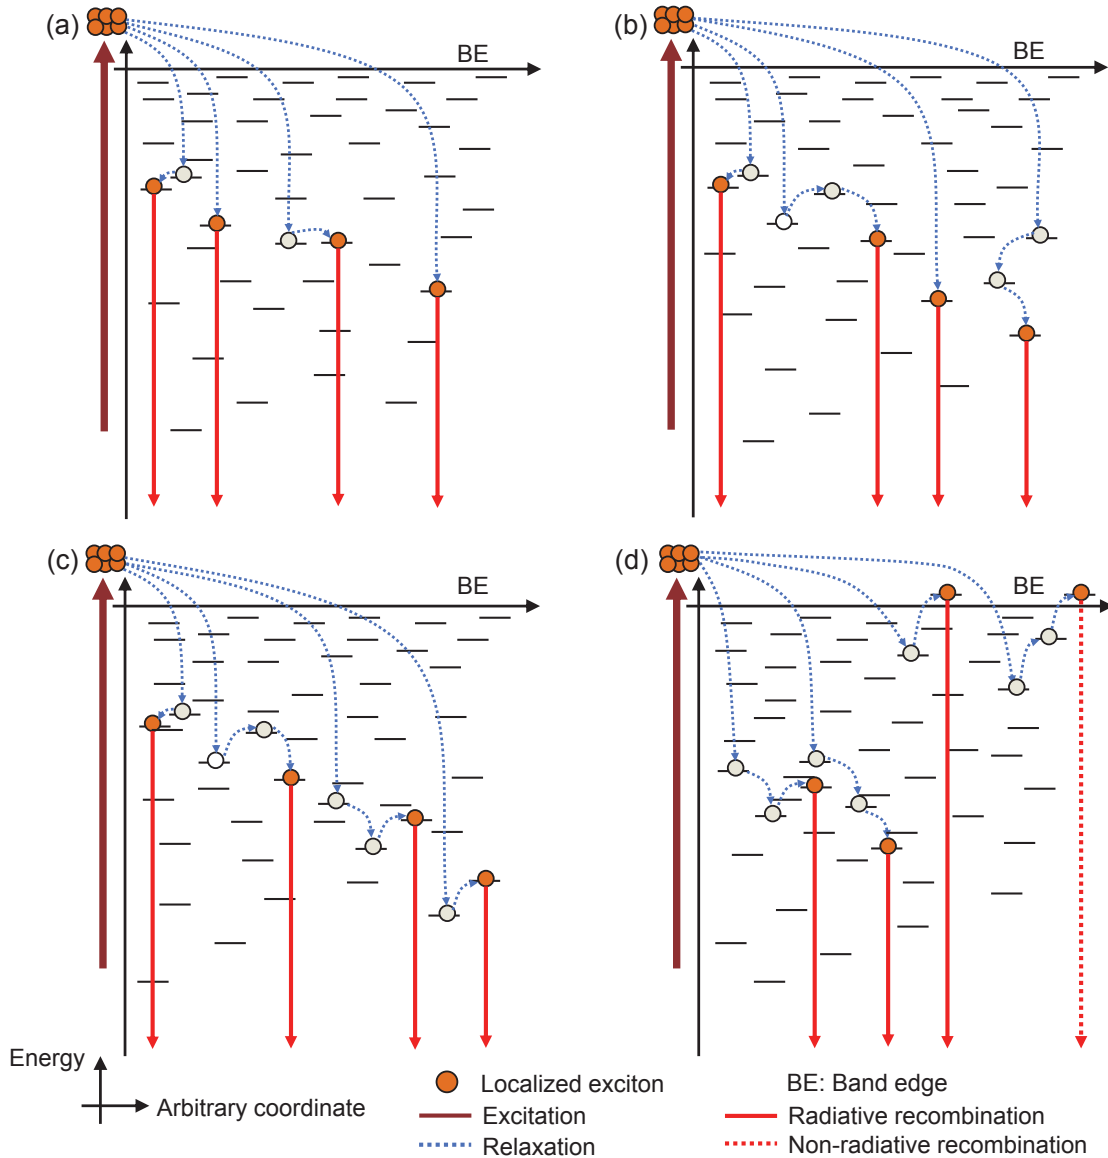 (a)
BE
(b)
BE
(c)
BE
(d)
BE
Energy
Arbitrary coordinate
Localized exciton
Excitation
Relaxation
BE: Band edge
Radiative recombination
Non-radiative recombination